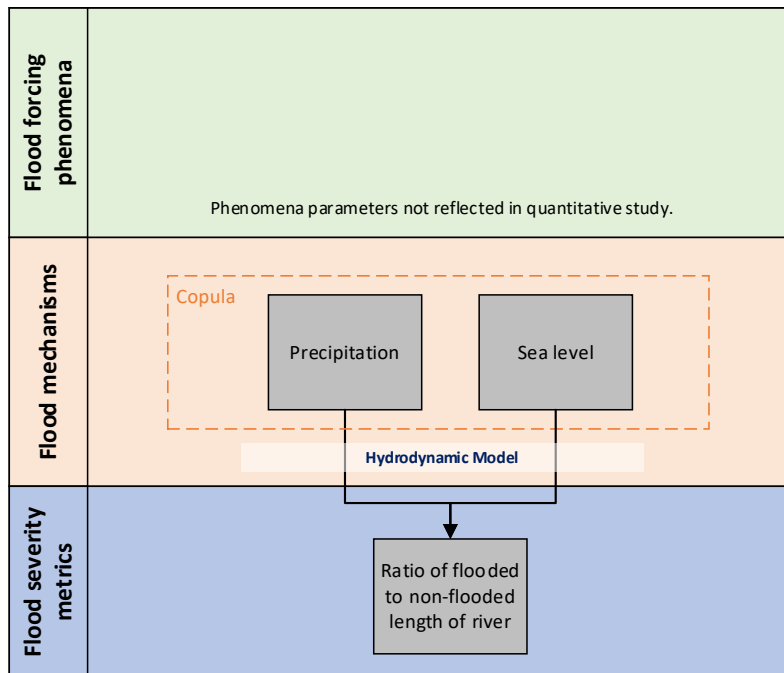 Flood forcing
phenomena
Phenomena parameters not reflected in quantitative study.
Flood mechanisms
Copula
Precipitation
Sea level
Hydrodynamic Model
Flood severity
metrics
Ratio of flooded
to non-flooded
length of river